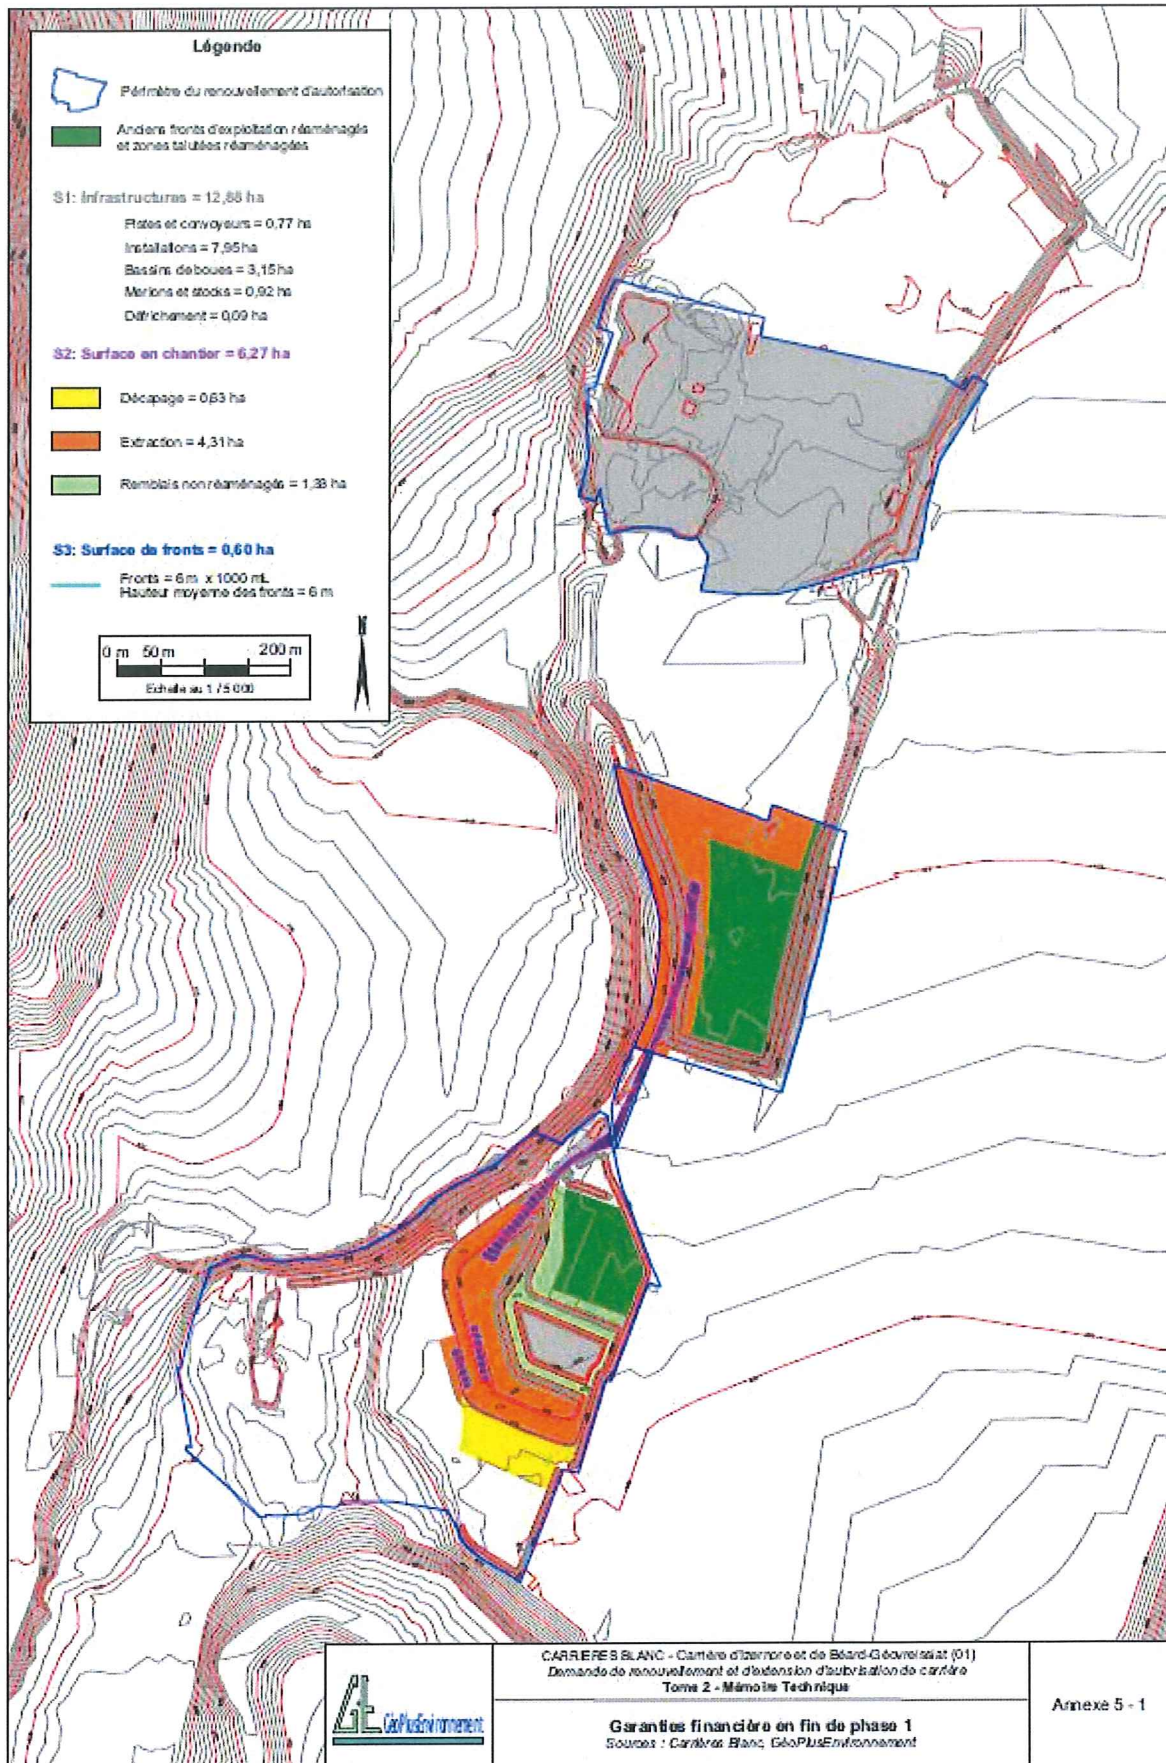 Légende
Périmètre du renouvellement d'autorisation
Anciens fronts d'exploitation réaménagés
et zones talutées réaménagées
S1: Infrastructures = 12,88 ha
Pistes et convoyeurs = 0,77 ha
Installations = 7,95 ha
Bassins de boues = 3,15 ha
Merlons et stocks = 0,92 ha
Défrichement = 0,09 ha
S2: Surface en chantier = 6,27 ha
Décapage = 0,63 ha
Extraction = 4,31 ha
Remblais non réaménagés = 1,33 ha
S3: Surface de fronts = 0,60 ha
Fronts = 6 m x 1000 mL
Hauteur moyenne des fronts = 6 m
N
0 m 50 m 200 m
Echelle au 1 / 5 000
GéoPlusEnvironnement
CARRIERES BLANC - Carrière d'Izernore et de Béard-Géovreissiat (01)
Demande de renouvellement et d'extension d'autorisation de carrière
Tome 2 - Mémoire Technique
Garanties financière en fin de phase 1
Sources : Carrières Blanc, GéoPlusEnvironnement
Annexe 5 - 1